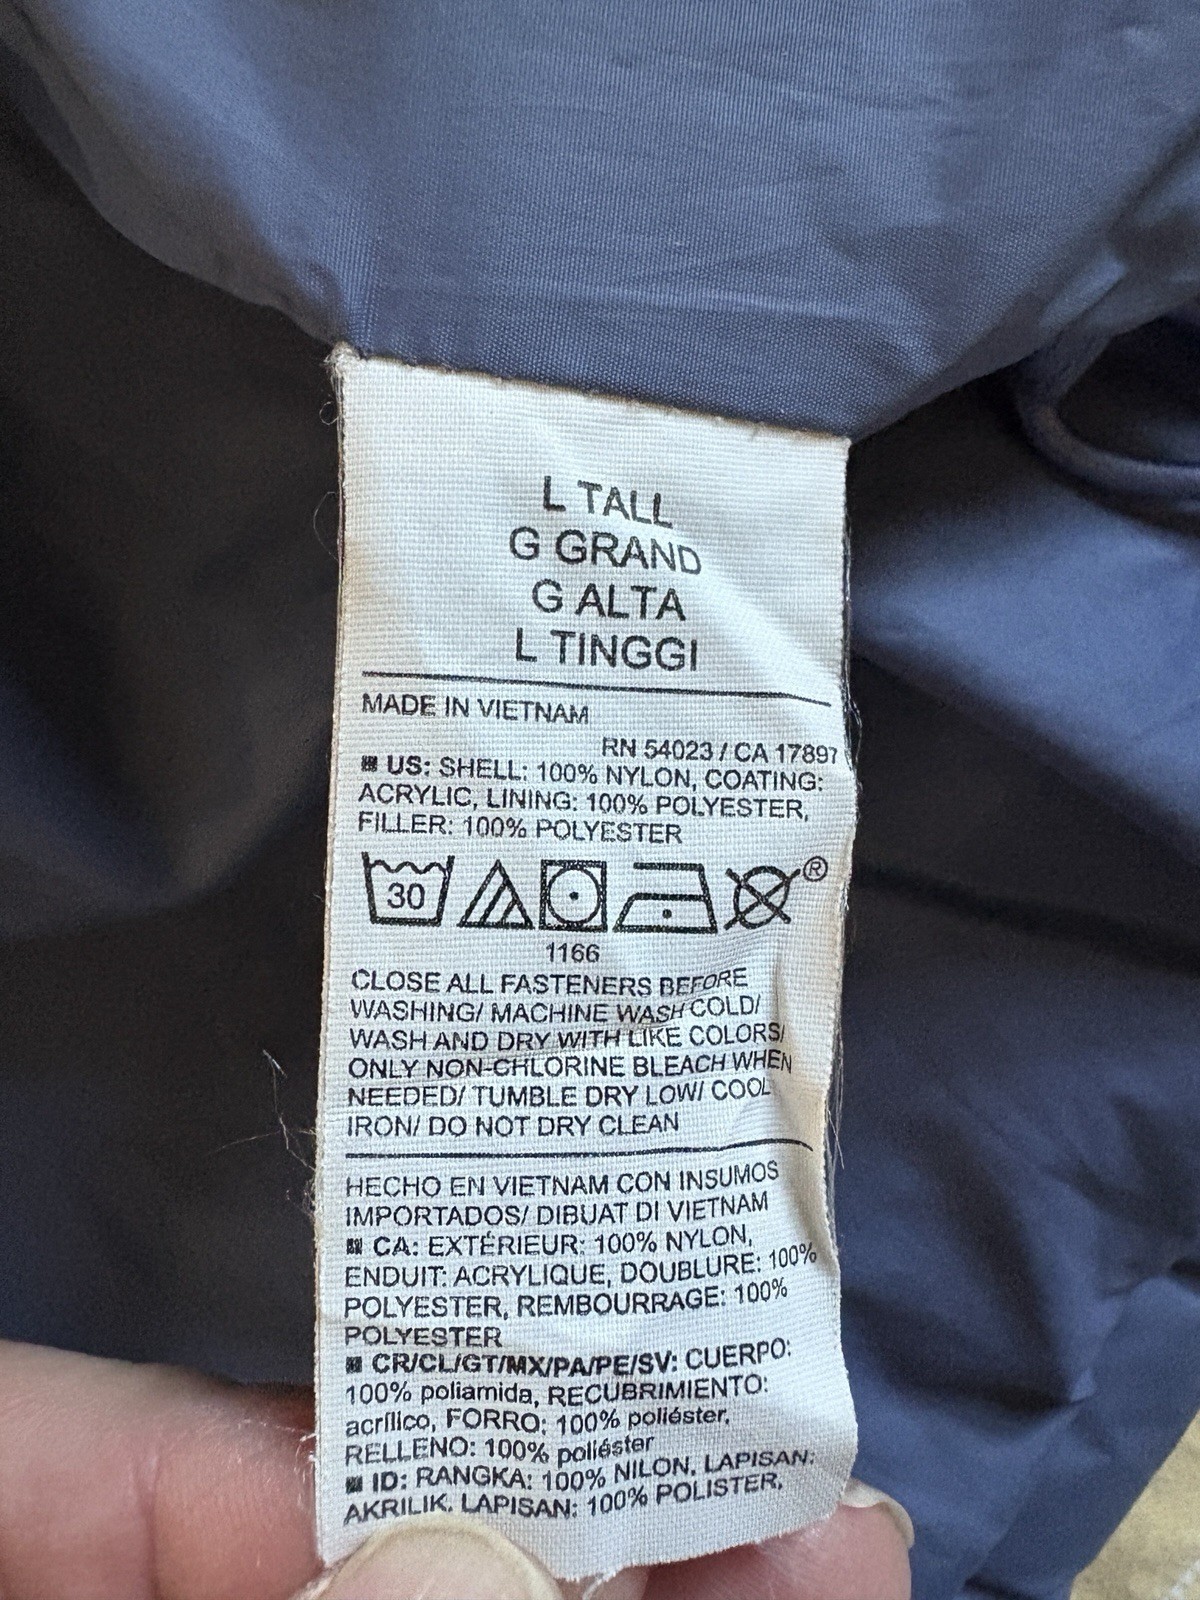 L TALL
G GRAND
G ALTA
L TINGGI
MADE IN VIETNAM
RN 54023 / CA 17897
US: SHELL: 100% NYLON, COATING:
ACRYLIC, LINING: 100% POLYESTER,
FILLER: 100% POLYESTER
30
®
1166
CLOSE ALL FASTENERS BEFORE
WASHING/ MACHINE WASH COLD/
WASH AND DRY WITH LIKE COLORS/
ONLY NON-CHLORINE BLEACH WHEN
NEEDED/ TUMBLE DRY LOW/ COOL
IRON/ DO NOT DRY CLEAN
HECHO EN VIETNAM CON INSUMOS
IMPORTADOS/ DIBUAT DI VIETNAM
CA: EXTÉRIEUR: 100% NYLON,
ENDUIT: ACRYLIQUE, DOUBLURE: 100%
POLYESTER, REMBOURRAGE: 100%
POLYESTER
CR/CL/GT/MX/PA/PE/SV: CUERPO:
100% poliamida, RECUBRIMIENTO:
acrílico, FORRO: 100% poliéster,
RELLENO: 100% poliéster
ID: RANGKA: 100% NILON, LAPISAN:
AKRILIK, LAPISAN: 100% POLISTER,